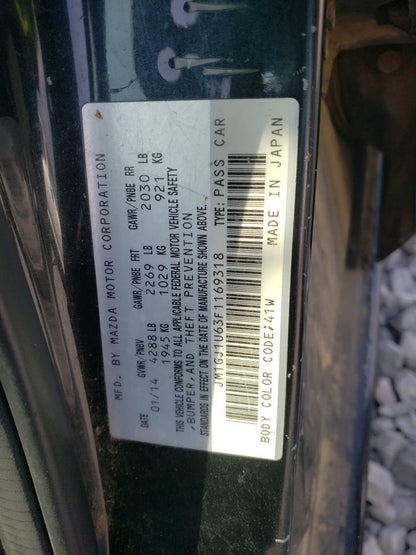 MFD. BY MAZDA MOTOR CORPORATION
DATE GVWR/PNBV GAWR/PNBE FRT GAWR/PNBE RR
01/14 4288 LB 2269 LB 2030 LB
1945 KG 1029 KG 921 KG
THIS VEHICLE CONFORMS TO ALL APPLICABLE FEDERAL MOTOR VEHICLE SAFETY
,BUMPER,AND THEFT PREVENTION
STANDARDS IN EFFECT ON THE DATE OF MANUFACTURE SHOWN ABOVE.
JM1GJ1U63F1169318 TYPE: PASS CAR
BODY COLOR CODE;41W MADE IN JAPAN